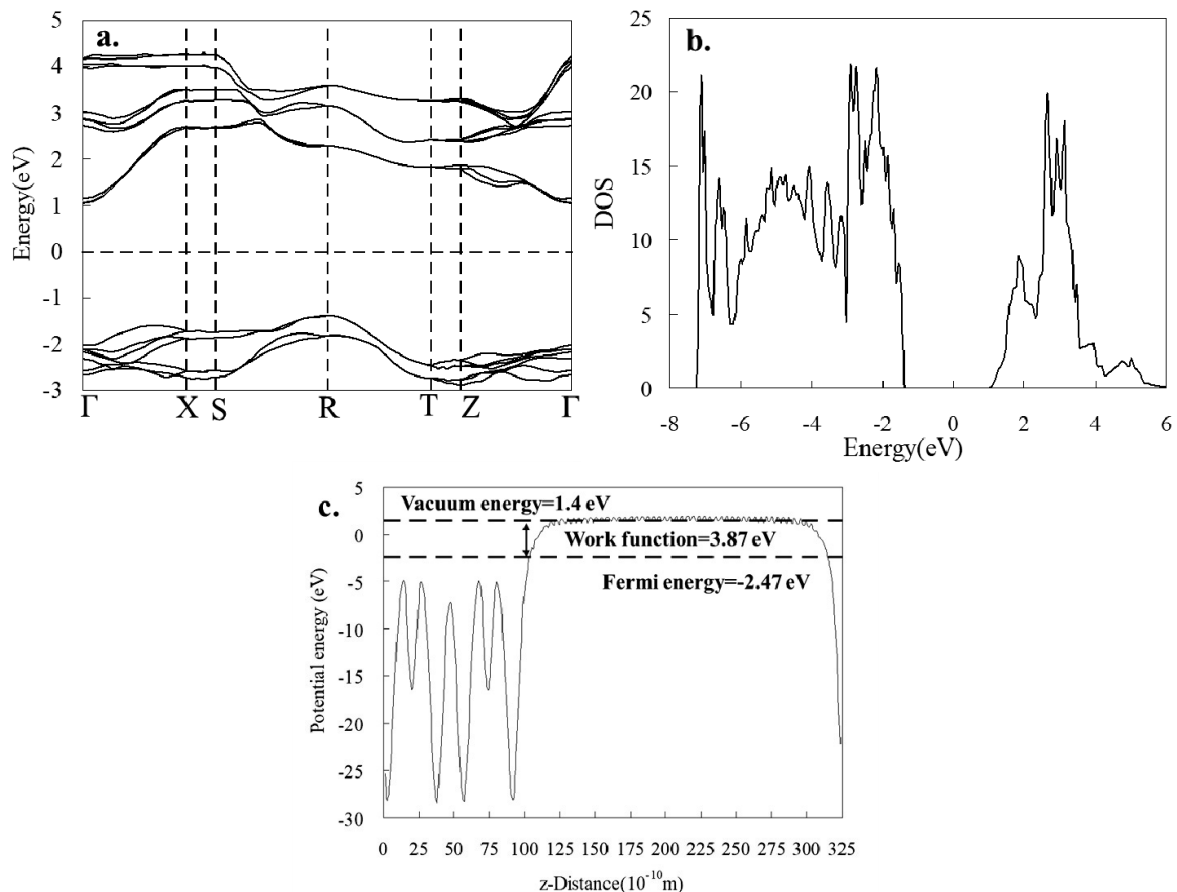 a.
Energy(eV)
5
4
3
2
1
0
-1
-2
-3
Γ X S R T Z Γ
b.
DOS
25
20
15
10
5
0
-8 -6 -4 -2 0 2 4 6
Energy(eV)
c.
Potential energy (eV)
5
0
-5
-10
-15
-20
-25
-30
Vacuum energy=1.4 eV
Work function=3.87 eV
Fermi energy=-2.47 eV
0 25 50 75 100 125 150 175 200 225 250 275 300 325
z-Distance(10⁻¹⁰m)